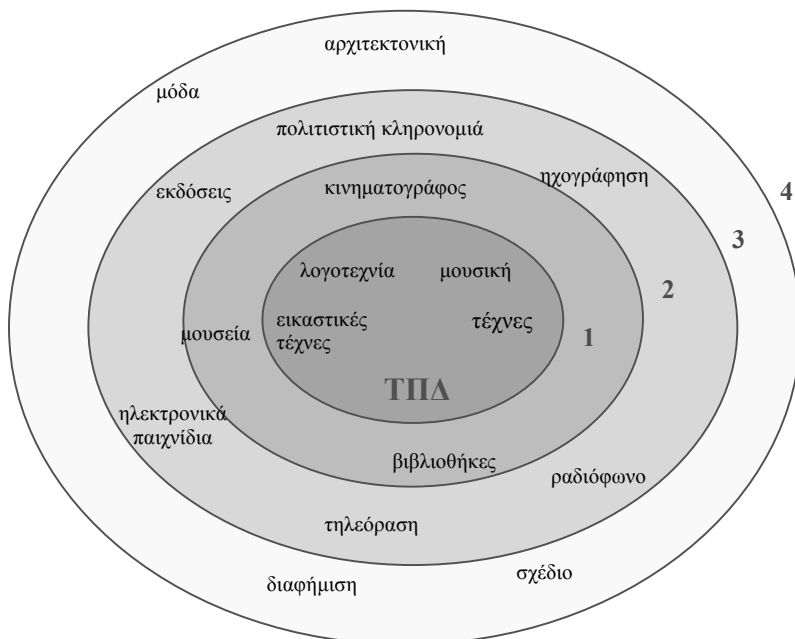 αρχιτεκτονική
μόδα
πολιτιστική κληρονομιά
εκδόσεις
κινηματογράφος
ηχογράφηση
4
3
λογοτεχνία
μουσική
2
μουσεία
εικαστικές
τέχνες
τέχνες
1
ΤΠΔ
ηλεκτρονικά
παιχνίδια
βιβλιοθήκες
ραδιόφωνο
τηλεόραση
διαφήμιση
σχέδιο